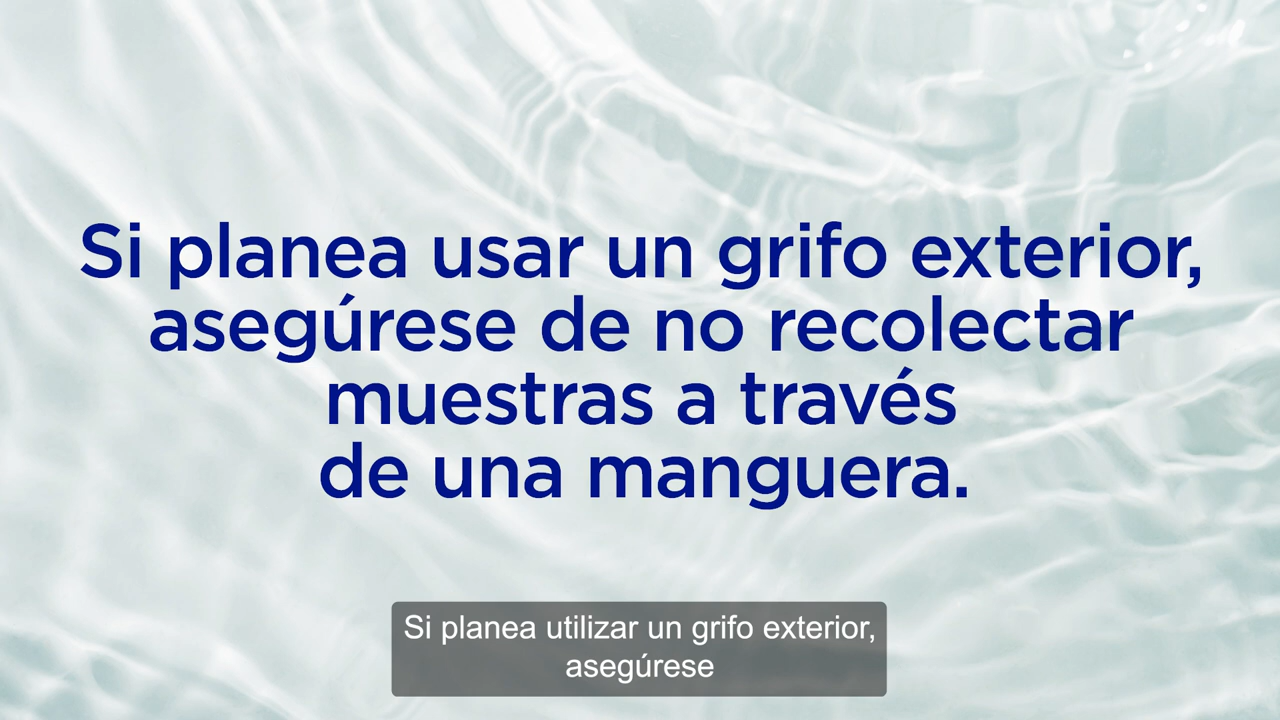 Si planea usar un grifo exterior,
asegúrese de no recolectar
muestras a través
de una manguera.
Si planea utilizar un grifo exterior,
asegúrese